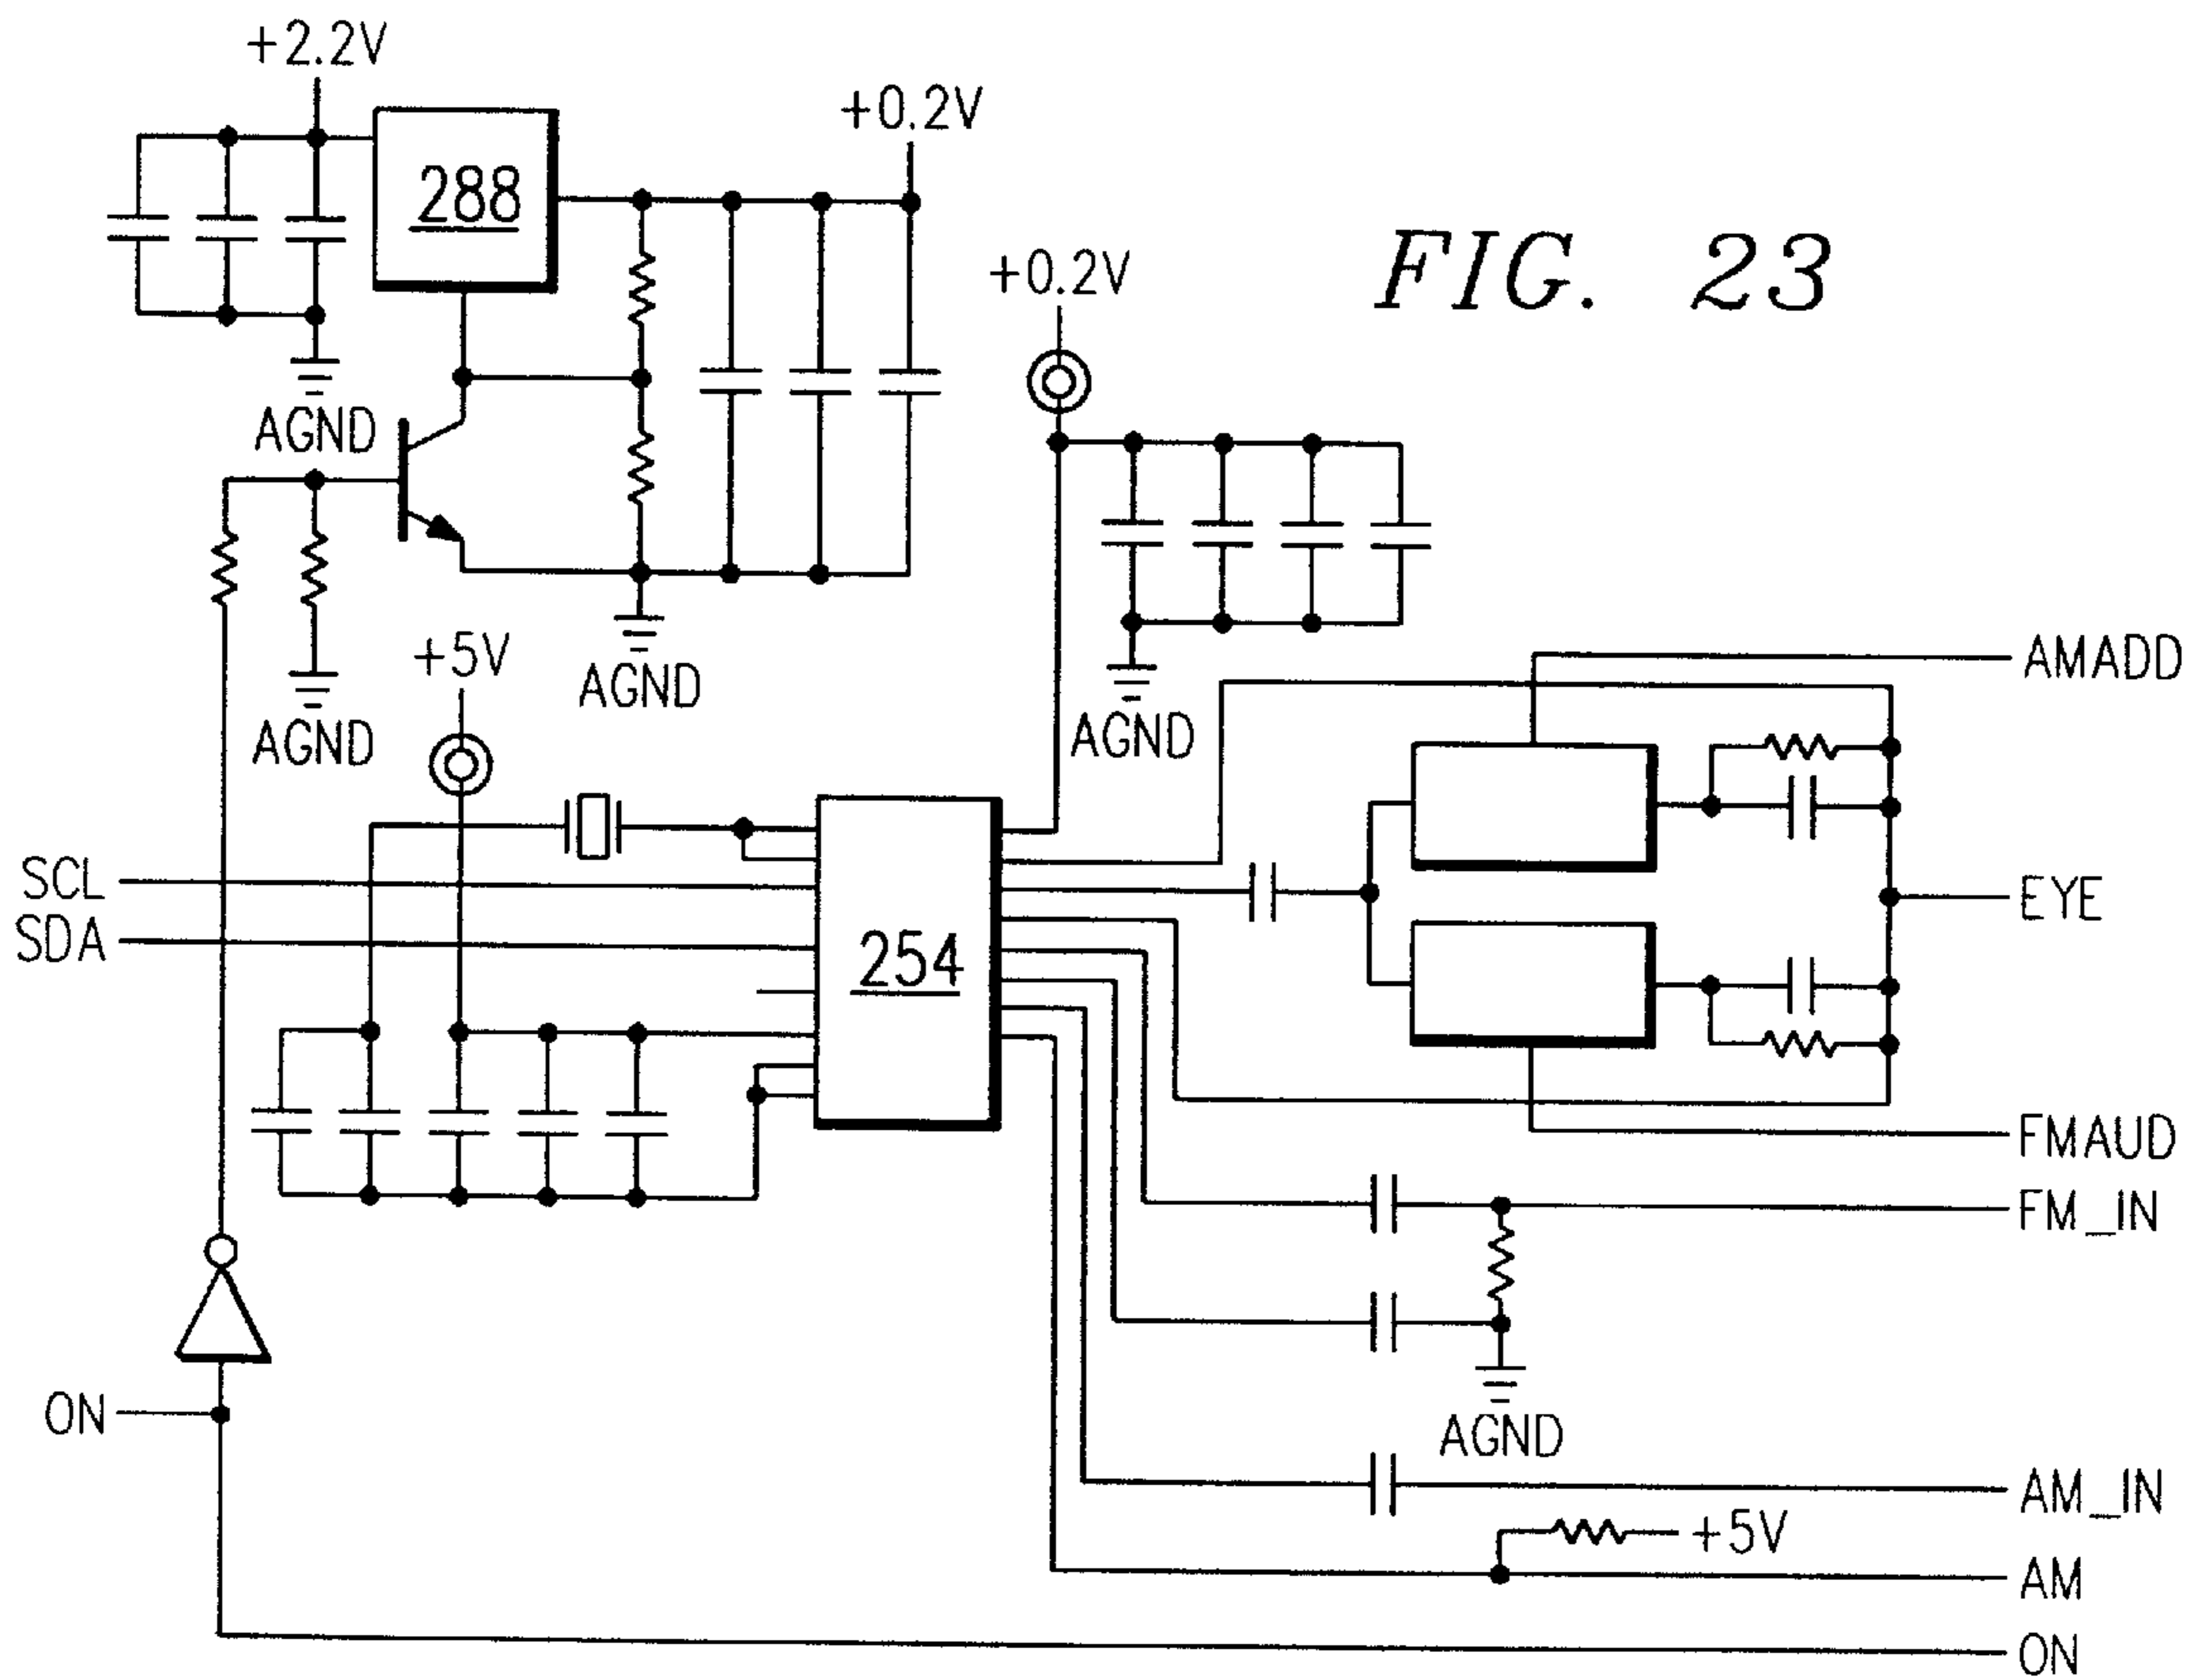 +2.2V
+0.2V
288
FIG. 23
+0.2V
AGND
+5V
AGND
AGND
AGND
AMADD
SCL
EYE
SDA
254
FMAUD
FM_IN
ON
AGND
AM_IN
+5V
AM
ON